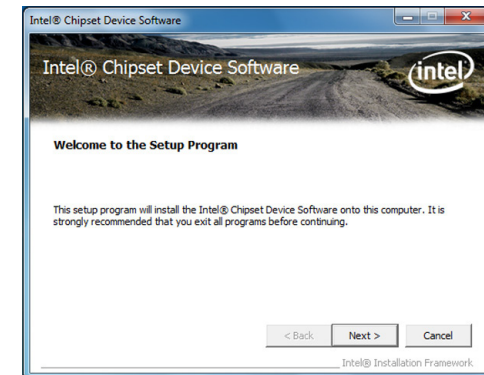 Intel® Chipset Device Software
Intel® Chipset Device Software
intel
Welcome to the Setup Program
This setup program will install the Intel® Chipset Device Software onto this computer. It is
strongly recommended that you exit all programs before continuing.
< Back Next > Cancel
Intel® Installation Framework